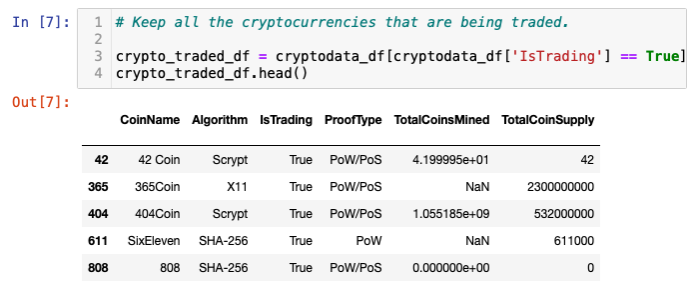 In [7]:
1 # Keep all the cryptocurrencies that are being traded.
2
3 crypto_traded_df = cryptodata_df[cryptodata_df['IsTrading'] == True]
4 crypto_traded_df.head()
Out[7]:
CoinName Algorithm IsTrading ProofType TotalCoinsMined TotalCoinSupply
42 42 Coin Scrypt True PoW/PoS 4.199995e+01 42
365 365Coin X11 True PoW/PoS NaN 2300000000
404 404Coin Scrypt True PoW/PoS 1.055185e+09 532000000
611 SixEleven SHA-256 True PoW NaN 611000
808 808 SHA-256 True PoW/PoS 0.000000e+00 0